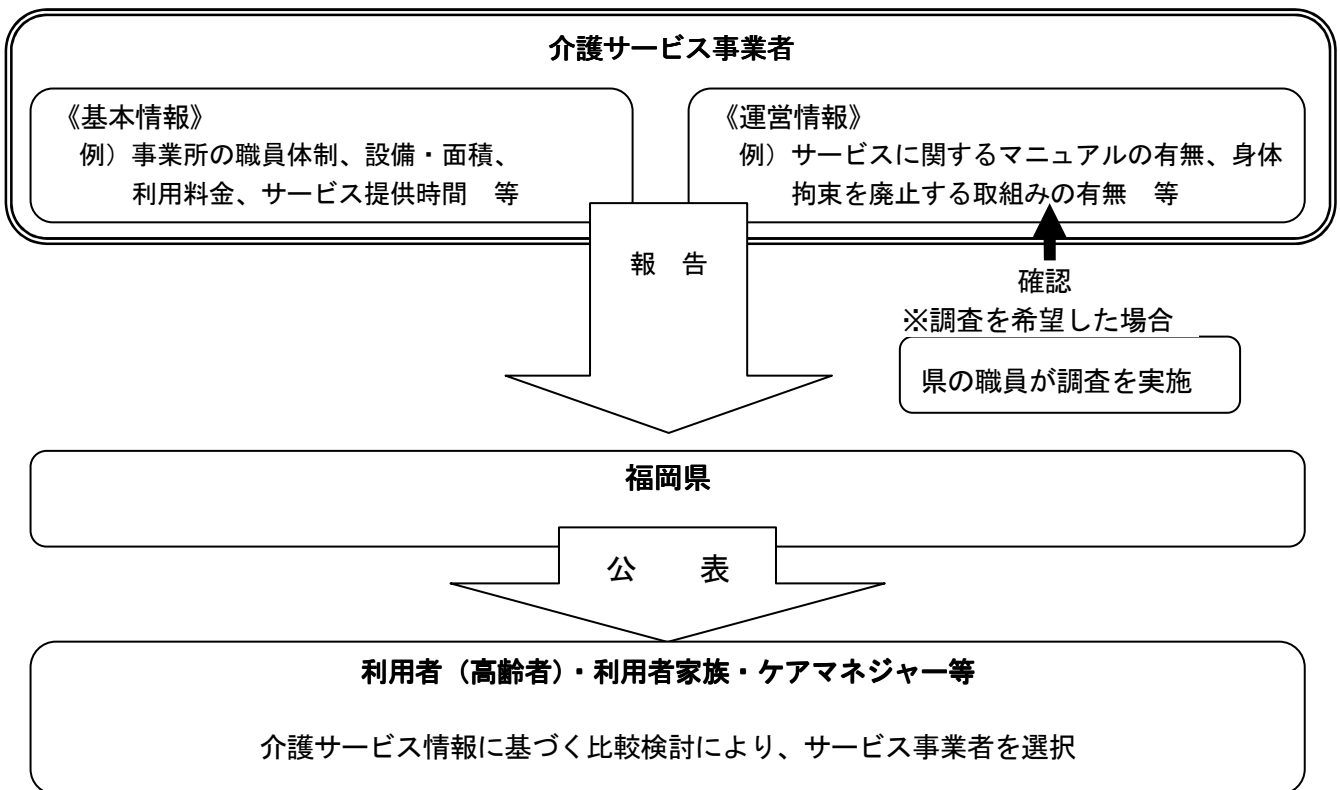 介護サービス事業者
《基本情報》
例）事業所の職員体制、設備・面積、
利用料金、サービス提供時間　等
《運営情報》
例）サービスに関するマニュアルの有無、身体
拘束を廃止する取組みの有無　等
報　告
確認
※調査を希望した場合
県の職員が調査を実施
福岡県
公　　表
利用者（高齢者）・利用者家族・ケアマネジャー等
介護サービス情報に基づく比較検討により、サービス事業者を選択